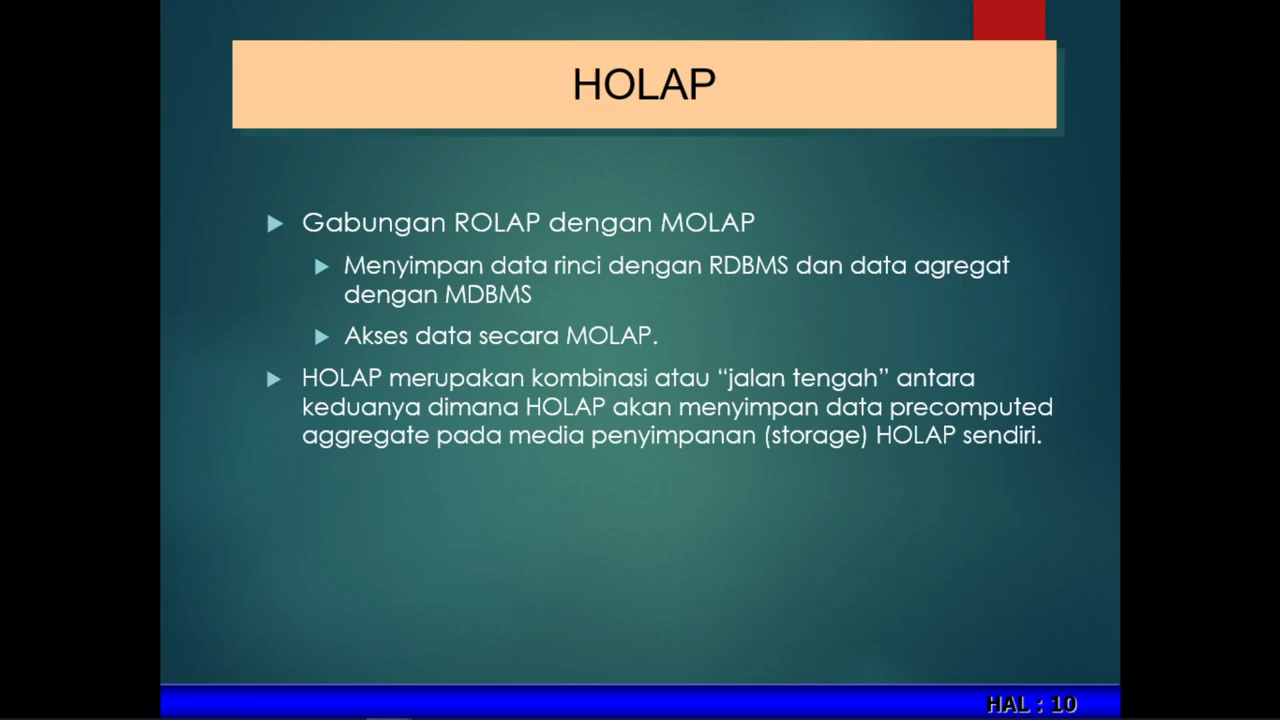 HOLAP
Gabungan ROLAP dengan MOLAP
Menyimpan data rinci dengan RDBMS dan data agregat
dengan MDBMS
Akses data secara MOLAP.
HOLAP merupakan kombinasi atau “jalan tengah” antara
keduanya dimana HOLAP akan menyimpan data precomputed
aggregate pada media penyimpanan (storage) HOLAP sendiri.
HAL : 10